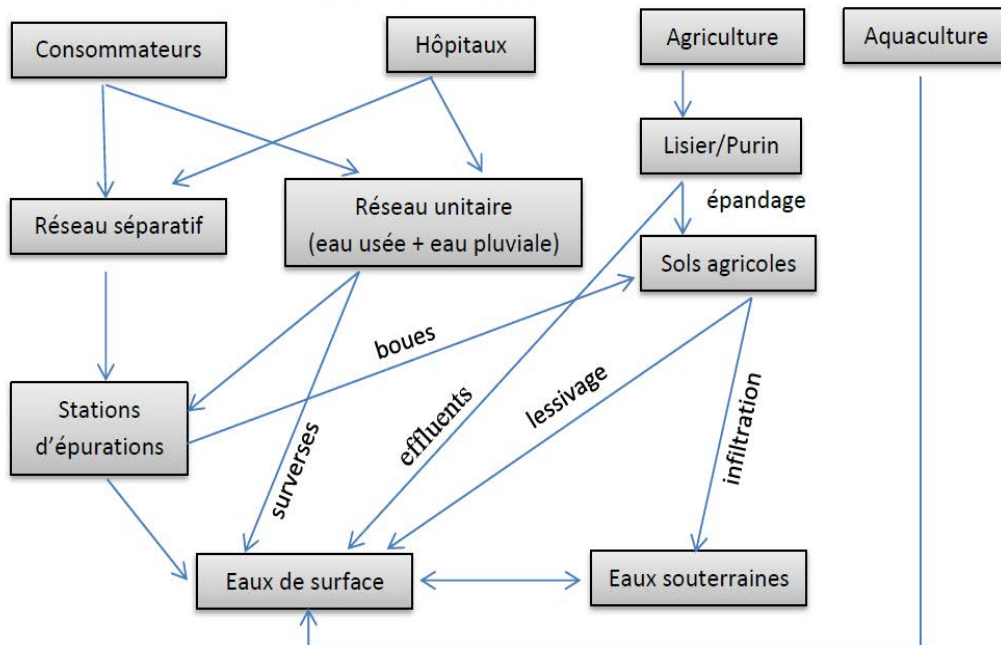 Consommateurs
Hôpitaux
Agriculture
Aquaculture
Lisier/Purin
épandage
Réseau séparatif
Réseau unitaire
(eau usée + eau pluviale)
Sols agricoles
boues
Stations
d'épurations
surverses
effluents
lessivage
infiltration
Eaux de surface
Eaux souterraines